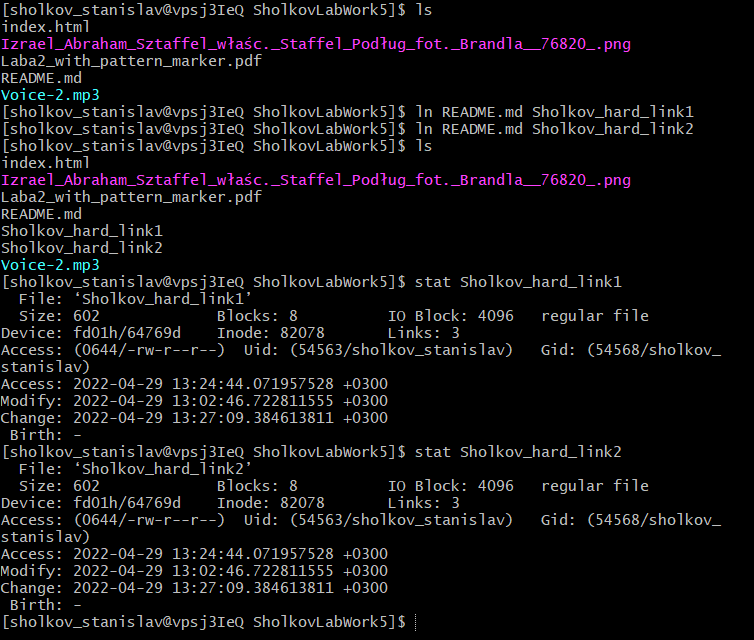 [sholkov_stanislav@vpsj3IeQ SholkovLabWork5]$ ls
index.html
Izrael_Abraham_Sztaffel_właśc._Staffel_Podług_fot._Brandla__76820_.png
Laba2_with_pattern_marker.pdf
README.md
Voice-2.mp3
[sholkov_stanislav@vpsj3IeQ SholkovLabWork5]$ ln README.md Sholkov_hard_link1
[sholkov_stanislav@vpsj3IeQ SholkovLabWork5]$ ln README.md Sholkov_hard_link2
[sholkov_stanislav@vpsj3IeQ SholkovLabWork5]$ ls
index.html
Izrael_Abraham_Sztaffel_właśc._Staffel_Podług_fot._Brandla__76820_.png
Laba2_with_pattern_marker.pdf
README.md
Sholkov_hard_link1
Sholkov_hard_link2
Voice-2.mp3
[sholkov_stanislav@vpsj3IeQ SholkovLabWork5]$ stat Sholkov_hard_link1
  File: ‘Sholkov_hard_link1’
  Size: 602             Blocks: 8          IO Block: 4096   regular file
Device: fd01h/64769d    Inode: 82078       Links: 3
Access: (0644/-rw-r--r--)  Uid: (54563/sholkov_stanislav)   Gid: (54568/sholkov_
stanislav)
Access: 2022-04-29 13:24:44.071957528 +0300
Modify: 2022-04-29 13:02:46.722811555 +0300
Change: 2022-04-29 13:27:09.384613811 +0300
 Birth: -
[sholkov_stanislav@vpsj3IeQ SholkovLabWork5]$ stat Sholkov_hard_link2
  File: ‘Sholkov_hard_link2’
  Size: 602             Blocks: 8          IO Block: 4096   regular file
Device: fd01h/64769d    Inode: 82078       Links: 3
Access: (0644/-rw-r--r--)  Uid: (54563/sholkov_stanislav)   Gid: (54568/sholkov_
stanislav)
Access: 2022-04-29 13:24:44.071957528 +0300
Modify: 2022-04-29 13:02:46.722811555 +0300
Change: 2022-04-29 13:27:09.384613811 +0300
 Birth: -
[sholkov_stanislav@vpsj3IeQ SholkovLabWork5]$